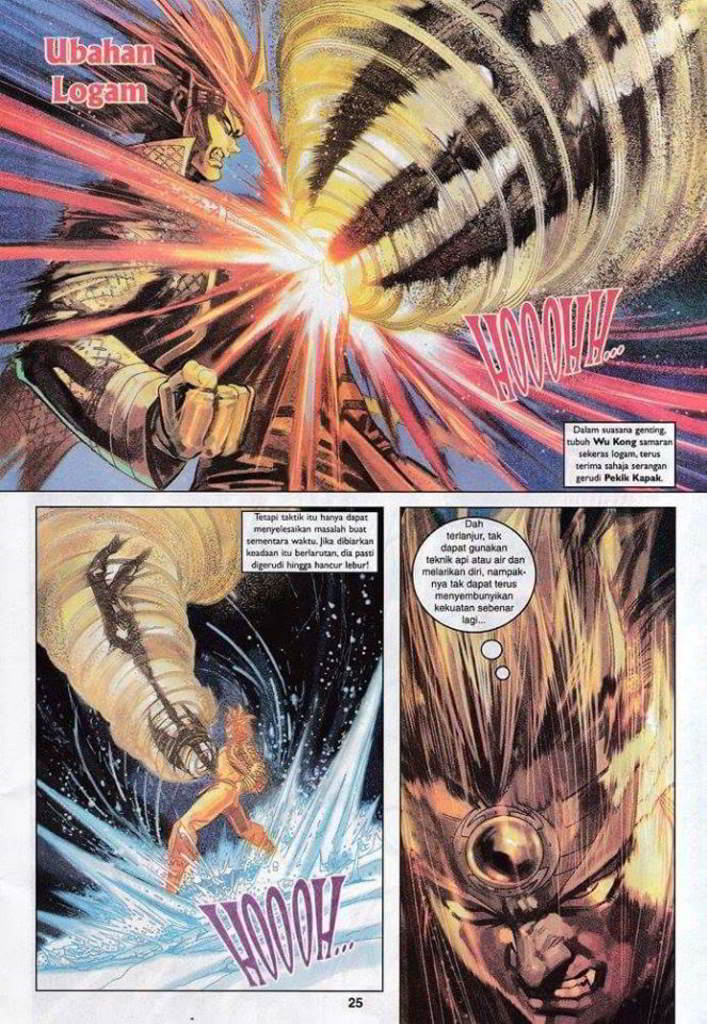 Ubahan
Logam
HOOOHH...
Dalam suasana genting,
tubuh Wu Kong samaran
sekeras logam, terus
terima sahaja serangan
gerudi Pekik Kapak.
Tetapi taktik itu hanya dapat
menyelesaikan masalah buat
sementara waktu. Jika dibiarkan
keadaan itu berlarutan, dia pasti
digerudi hingga hancur lebur!
HOOOH...
Dah
terlanjur, tak
dapat gunakan
teknik api atau air dan
melarikan diri, nampak-
nya tak dapat terus
menyembunyikan
kekuatan sebenar
lagi...
25